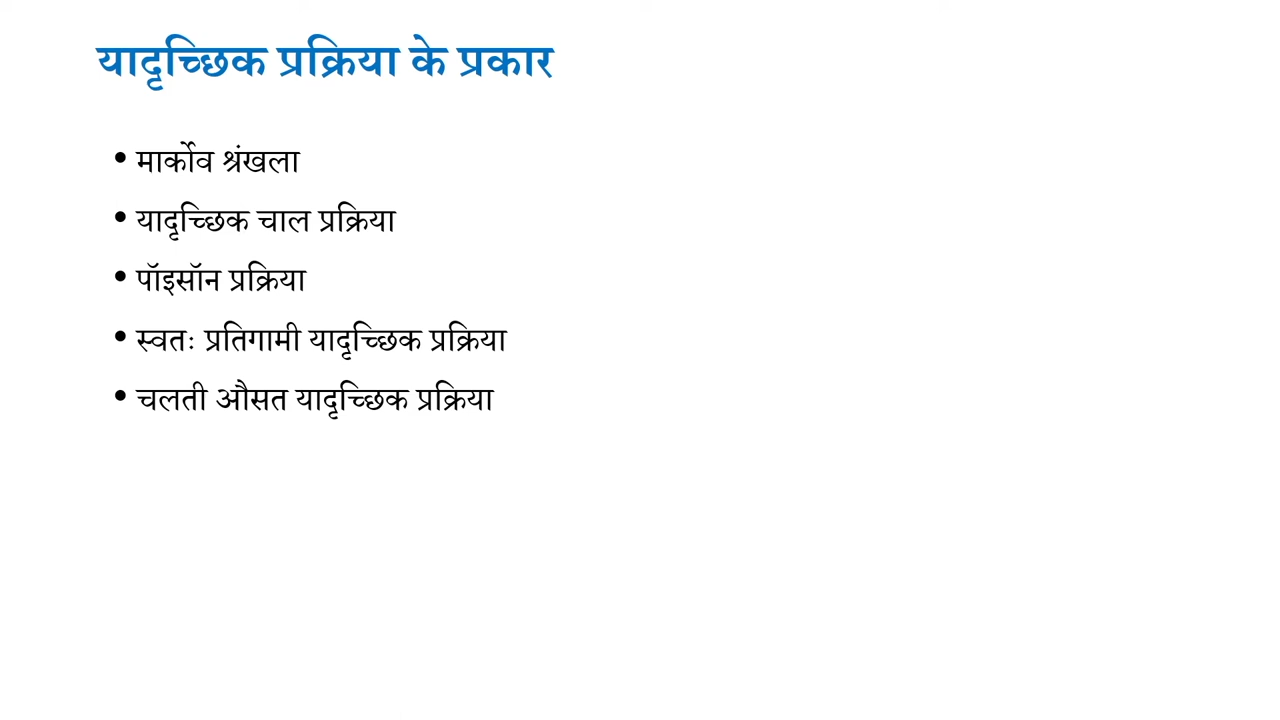 यादृच्छिक प्रक्रिया के प्रकार
• मार्कोव श्रंखला
• यादृच्छिक चाल प्रक्रिया
• पॉइसॉन प्रक्रिया
• स्वतः प्रतिगामी यादृच्छिक प्रक्रिया
• चलती औसत यादृच्छिक प्रक्रिया